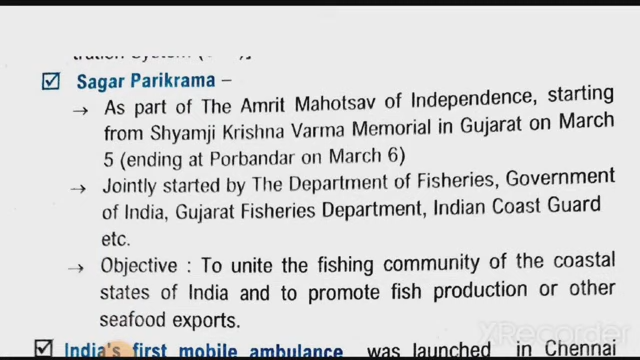 Sagar Parikrama –
→ As part of The Amrit Mahotsav of Independence, starting
from Shyamji Krishna Varma Memorial in Gujarat on March
5 (ending at Porbandar on March 6)
→ Jointly started by The Department of Fisheries, Government
of India, Gujarat Fisheries Department, Indian Coast Guard
etc.
→ Objective : To unite the fishing community of the coastal
states of India and to promote fish production or other
seafood exports.
India's first mobile ambulance was launched in Chennai
XRecorder